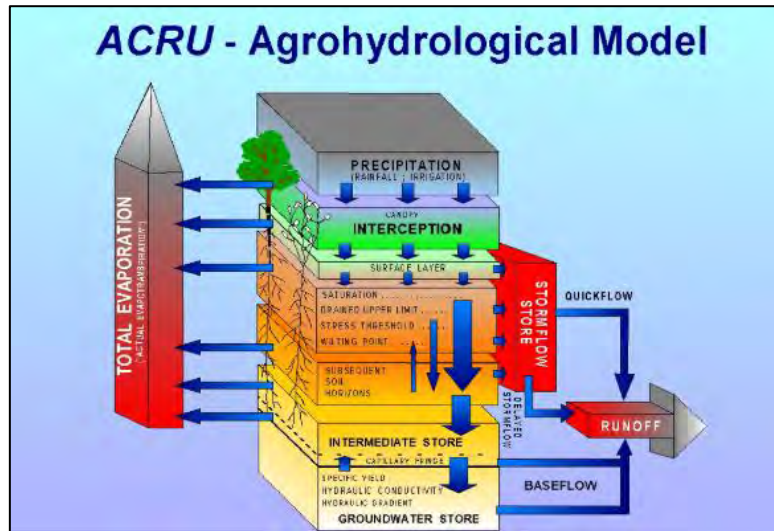 ACRU - Agrohydrological Model
TOTAL EVAPORATION
("ACTUAL EVAPOTRANSPIRATION")
PRECIPITATION
(RAINFALL ; IRRIGATION)
CANOPY
INTERCEPTION
SURFACE LAYER
SATURATION
DRAINED UPPER LIMIT
STRESS THRESHOLD
WILTING POINT
SUBSEQUENT
SOIL
HORIZONS
INTERMEDIATE STORE
CAPILLARY FRINGE
SPECIFIC YIELD
HYDRAULIC CONDUCTIVITY
HYDRAULIC GRADIENT
GROUNDWATER STORE
STORMFLOW
STORE
QUICKFLOW
DELAYED
STORMFLOW
RUNOFF
BASEFLOW